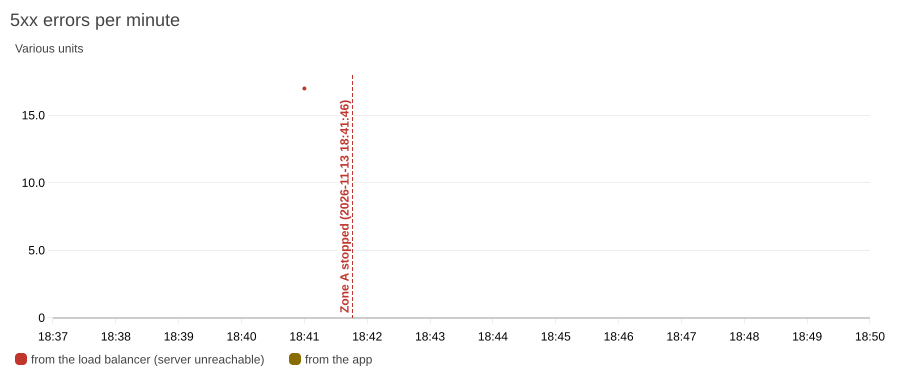 5xx errors per minute
Various units
15.0
10.0
5.0
0
Zone A stopped (2026-11-13 18:41:46)
18:37 18:38 18:39 18:40 18:41 18:42 18:43 18:44 18:45 18:46 18:47 18:48 18:49 18:50
from the load balancer (server unreachable) from the app